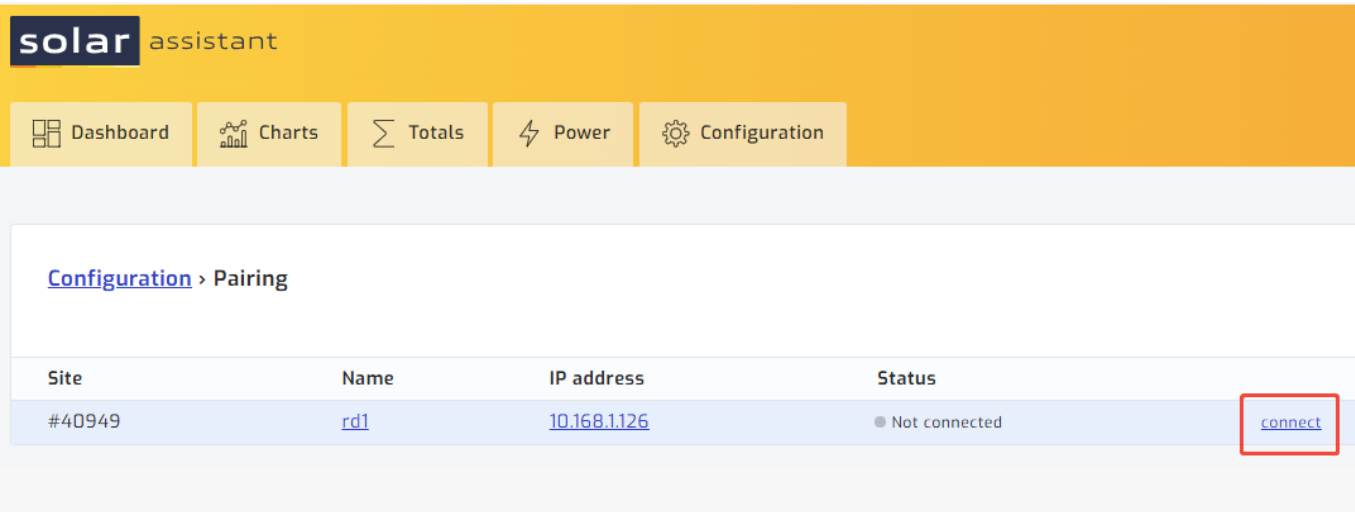 solar assistant
Dashboard Charts Totals Power Configuration
Configuration › Pairing
Site Name IP address Status
#40949 rd1 10.168.1.126 Not connected connect